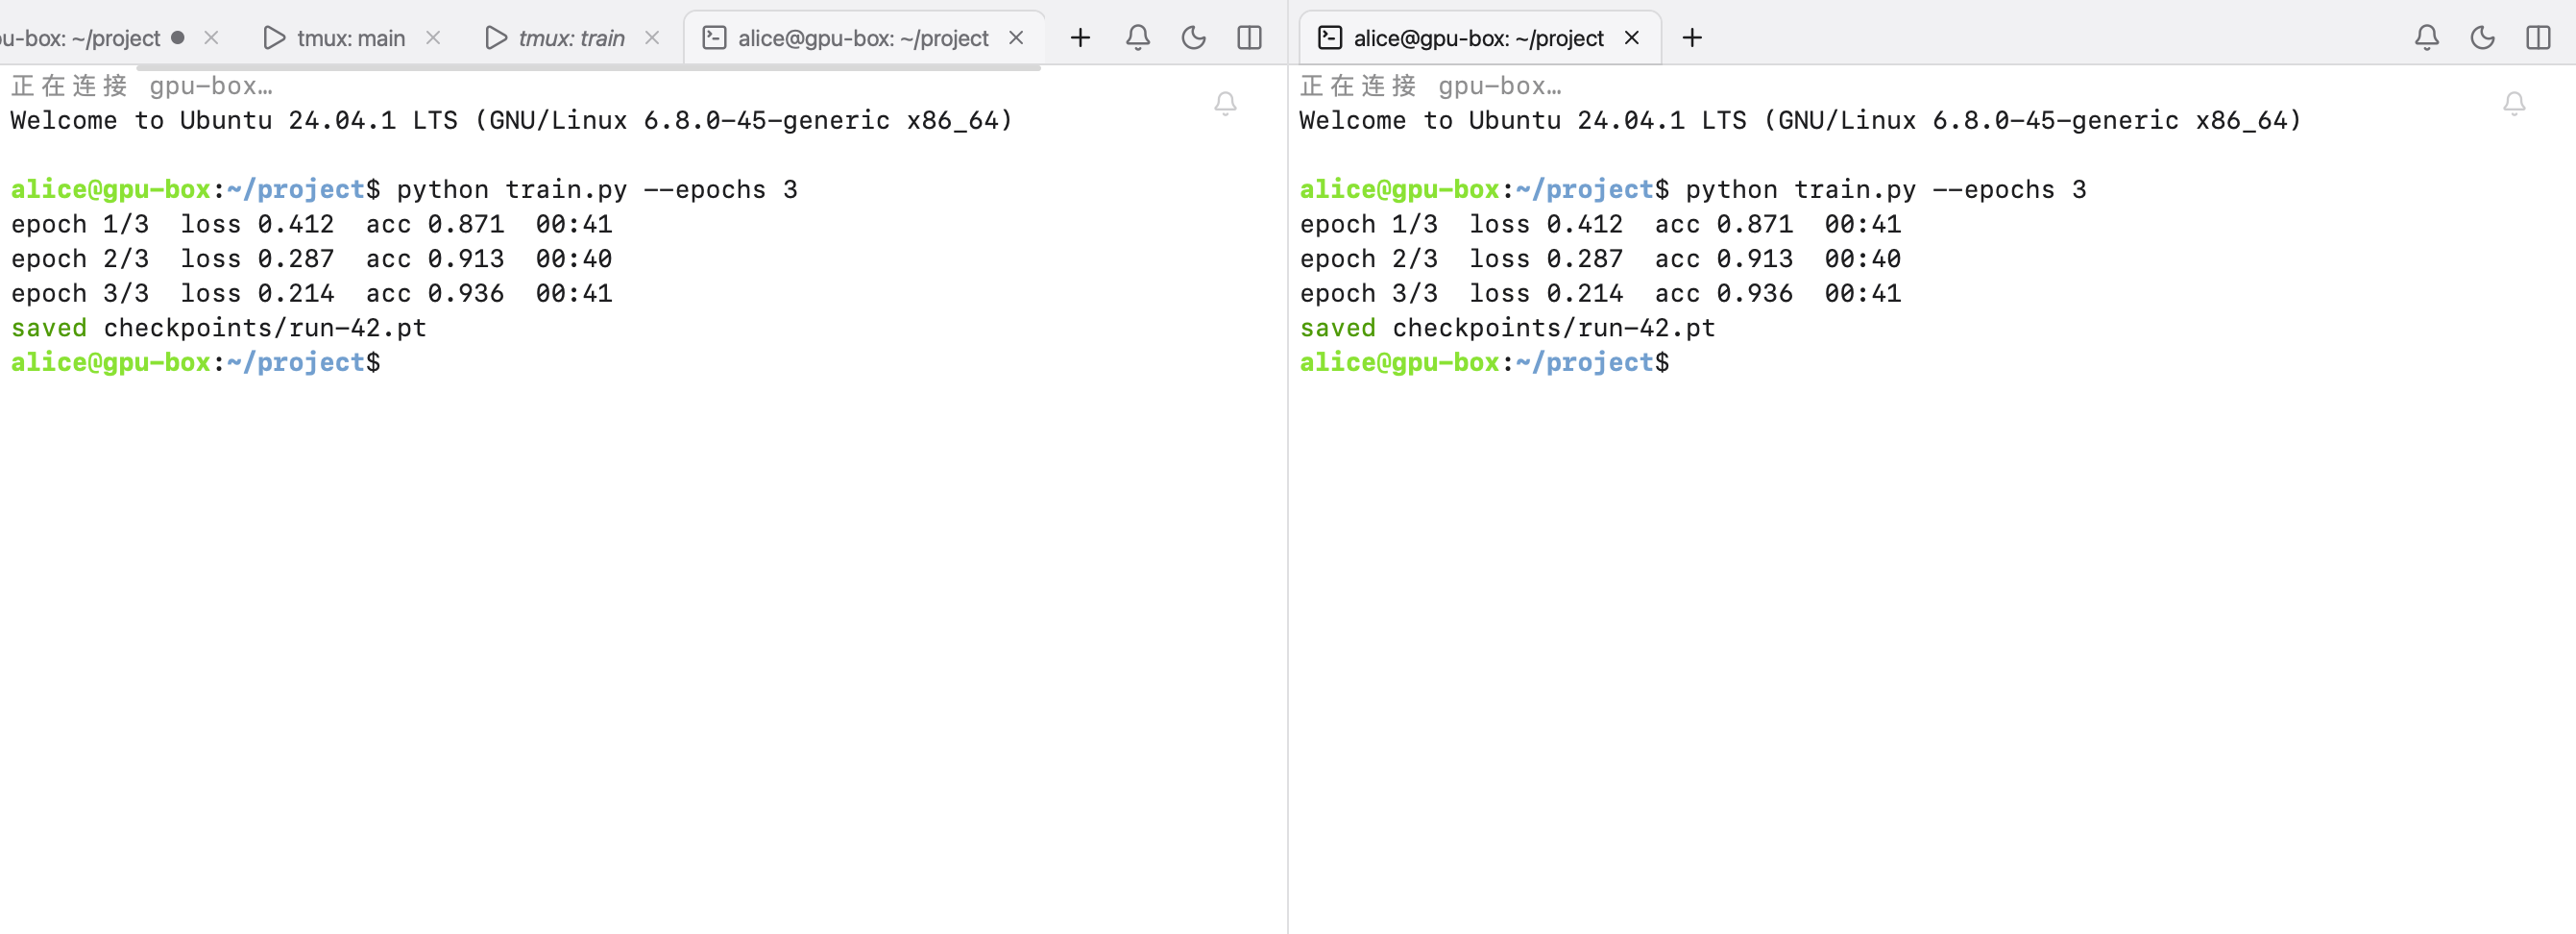 u-box: ~/project
tmux: main
tmux: train
alice@gpu-box: ~/project
正在连接 gpu-box…
Welcome to Ubuntu 24.04.1 LTS (GNU/Linux 6.8.0-45-generic x86_64)
alice@gpu-box:~/project$ python train.py --epochs 3
epoch 1/3  loss 0.412  acc 0.871  00:41
epoch 2/3  loss 0.287  acc 0.913  00:40
epoch 3/3  loss 0.214  acc 0.936  00:41
saved checkpoints/run-42.pt
alice@gpu-box:~/project$
alice@gpu-box: ~/project
正在连接 gpu-box…
Welcome to Ubuntu 24.04.1 LTS (GNU/Linux 6.8.0-45-generic x86_64)
alice@gpu-box:~/project$ python train.py --epochs 3
epoch 1/3  loss 0.412  acc 0.871  00:41
epoch 2/3  loss 0.287  acc 0.913  00:40
epoch 3/3  loss 0.214  acc 0.936  00:41
saved checkpoints/run-42.pt
alice@gpu-box:~/project$